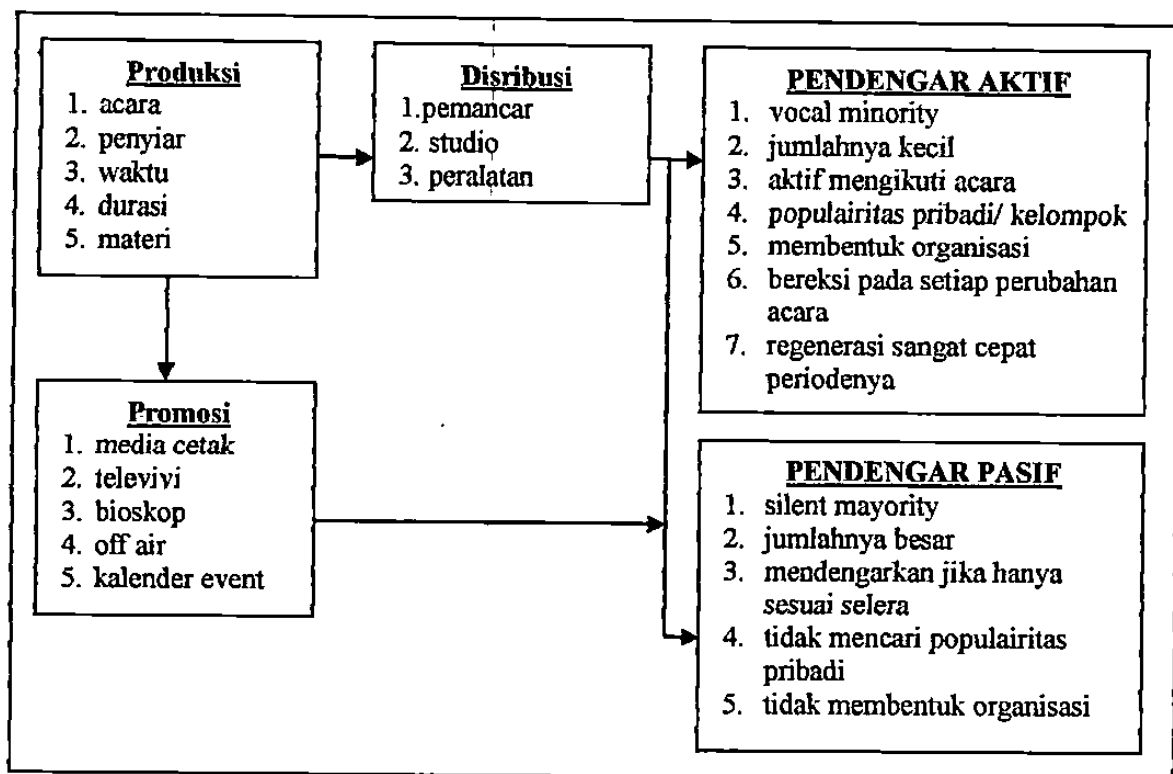 Produksi
1. acara
2. penyiar
3. waktu
4. durasi
5. materi
Disribusi
1.pemancar
2. studio
3. peralatan
PENDENGAR AKTIF
1. vocal minority
2. jumlahnya kecil
3. aktif mengikuti acara
4. populairitas pribadi/ kelompok
5. membentuk organisasi
6. bereksi pada setiap perubahan
acara
7. regenerasi sangat cepat
periodenya
Promosi
1. media cetak
2. televivi
3. bioskop
4. off air
5. kalender event
PENDENGAR PASIF
1. silent mayority
2. jumlahnya besar
3. mendengarkan jika hanya
sesuai selera
4. tidak mencari populairitas
pribadi
5. tidak membentuk organisasi